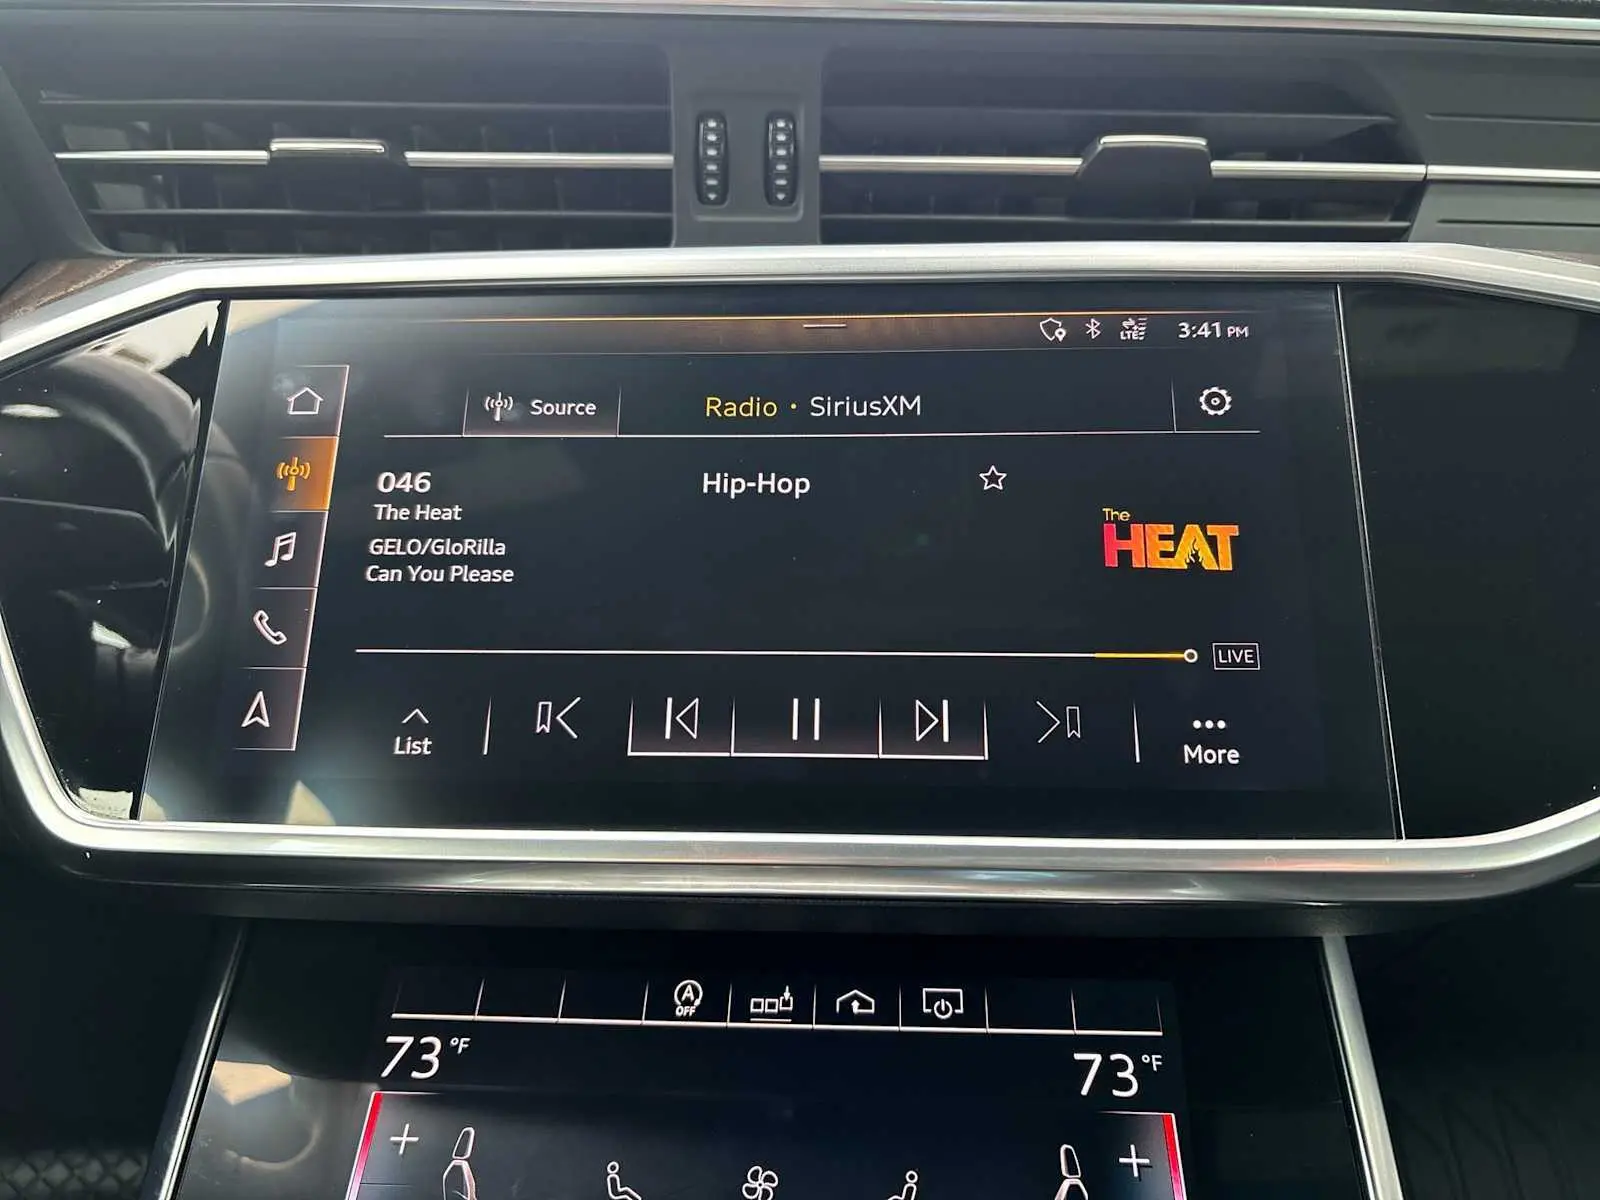 3:41 PM
Source
Radio • SiriusXM
046
Hip-Hop
The Heat
GELO/GloRilla
Can You Please
The
HEAT
LIVE
List
More
A
OFF
73 °F
73 °F